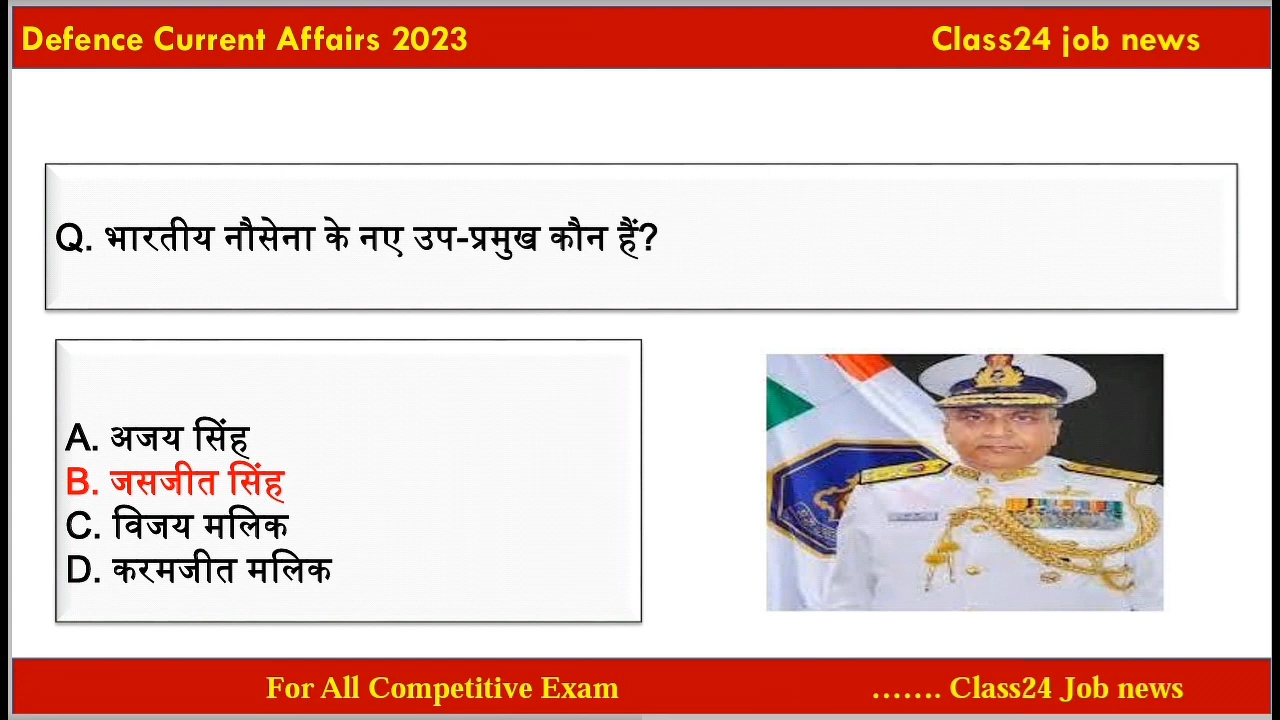 Defence Current Affairs 2023
Class24 job news
Q. भारतीय नौसेना के नए उप-प्रमुख कौन हैं?
A. अजय सिंह
B. जसजीत सिंह
C. विजय मलिक
D. करमजीत मलिक
For All Competitive Exam
....... Class24 Job news